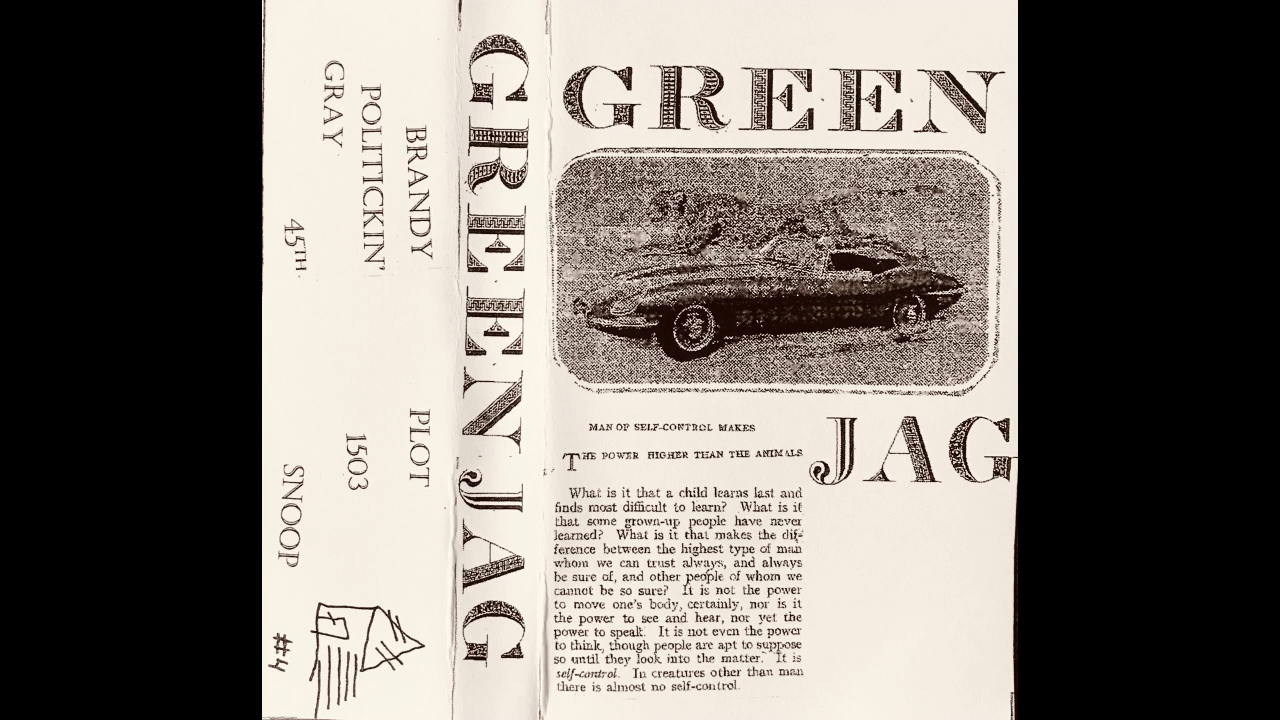 BRANDY
POLITICKIN'
GRAY
45TH
PLOT
1503
SNOOP
#4
GREEN JAG
GREEN
JAG
MAN OF SELF-CONTROL MAKES
THE POWER HIGHER THAN THE ANIMALS
What is it that a child learns last and
finds most difficult to learn? What is it
that some grown-up people have never
learned? What is it that makes the dif-
ference between the highest type of man
whom we can trust always, and always
be sure of, and other people of whom we
cannot be so sure? It is not the power
to move one's body, certainly, nor is it
the power to see and hear, nor yet the
power to speak. It is not even the power
to think, though people are apt to suppose
so until they look into the matter. It is
self-control. In creatures other than man
there is almost no self-control.